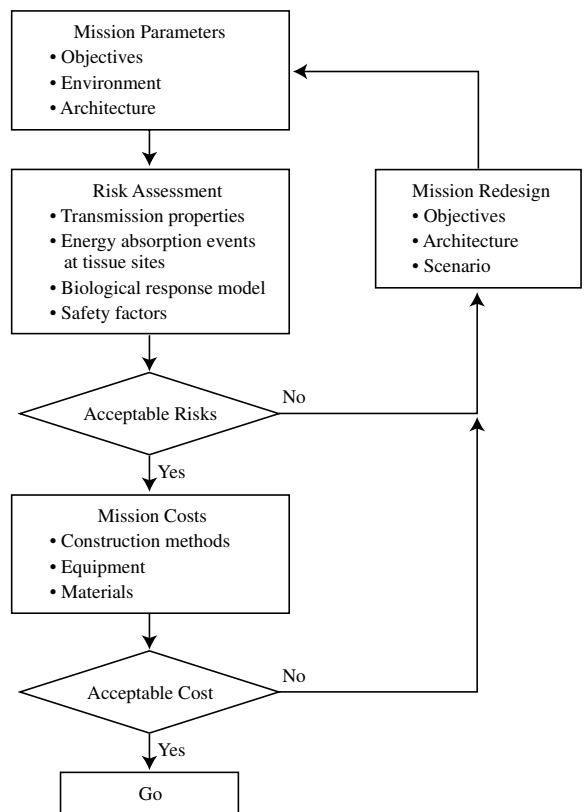 Mission Parameters
• Objectives
• Environment
• Architecture
Risk Assessment
• Transmission properties
• Energy absorption events
at tissue sites
• Biological response model
• Safety factors
Mission Redesign
• Objectives
• Architecture
• Scenario
Acceptable Risks
No
Yes
Mission Costs
• Construction methods
• Equipment
• Materials
Acceptable Cost
No
Yes
Go